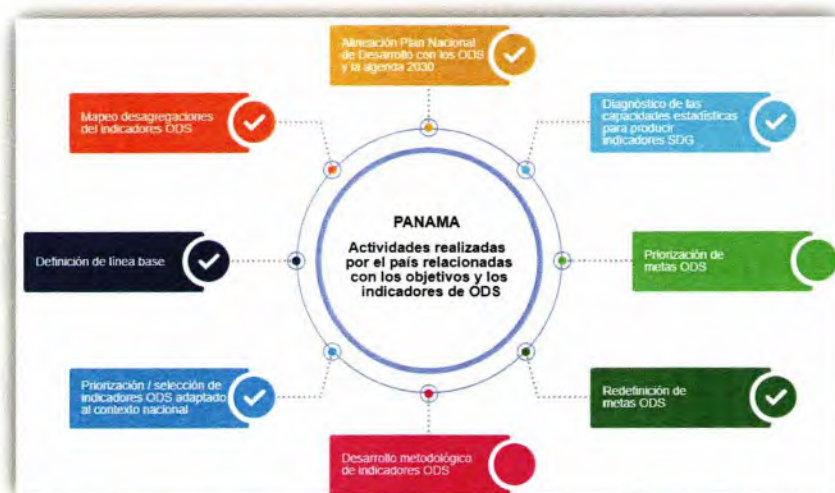 Alineación Plan Nacional
de Desarrollo con los ODS
y la agenda 2030
Mapeo desagregaciones
del indicadores ODS
Diagnóstico de las
capacidades estadísticas
para producir
indicadores SDG
PANAMA
Actividades realizadas
por el país relacionadas
con los objetivos y los
indicadores de ODS
Definición de línea base
Priorización de
metas ODS
Priorización / selección de
indicadores ODS adaptado
al contexto nacional
Redefinición de
metas ODS
Desarrollo metodológico
de indicadores ODS